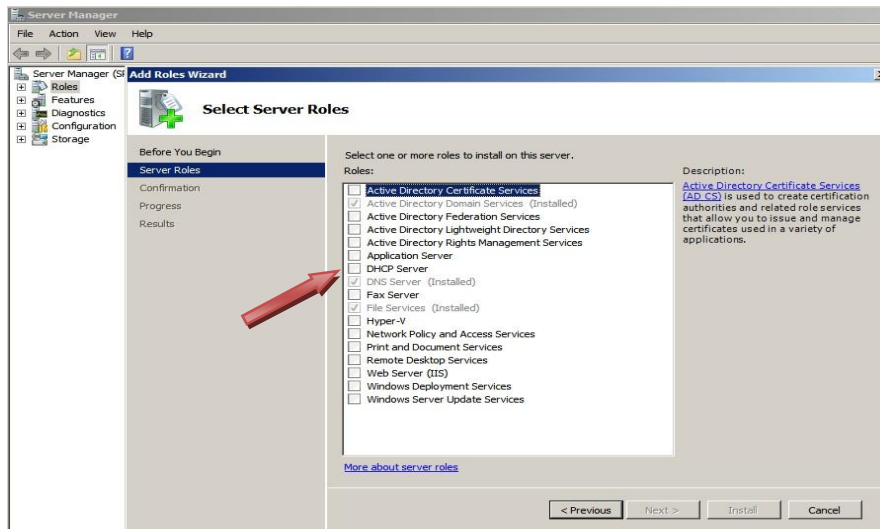 Server Manager
File Action View Help
Server Manager (SF
Roles
Features
Diagnostics
Configuration
Storage
Add Roles Wizard
Select Server Roles
Before You Begin
Server Roles
Confirmation
Progress
Results
Select one or more roles to install on this server.
Roles:
Active Directory Certificate Services
Active Directory Domain Services (Installed)
Active Directory Federation Services
Active Directory Lightweight Directory Services
Active Directory Rights Management Services
Application Server
DHCP Server
DNS Server (Installed)
Fax Server
File Services (Installed)
Hyper-V
Network Policy and Access Services
Print and Document Services
Remote Desktop Services
Web Server (IIS)
Windows Deployment Services
Windows Server Update Services
More about server roles
Description:
Active Directory Certificate Services
(AD CS) is used to create certification
authorities and related role services
that allow you to issue and manage
certificates used in a variety of
applications.
< Previous Next > Install Cancel